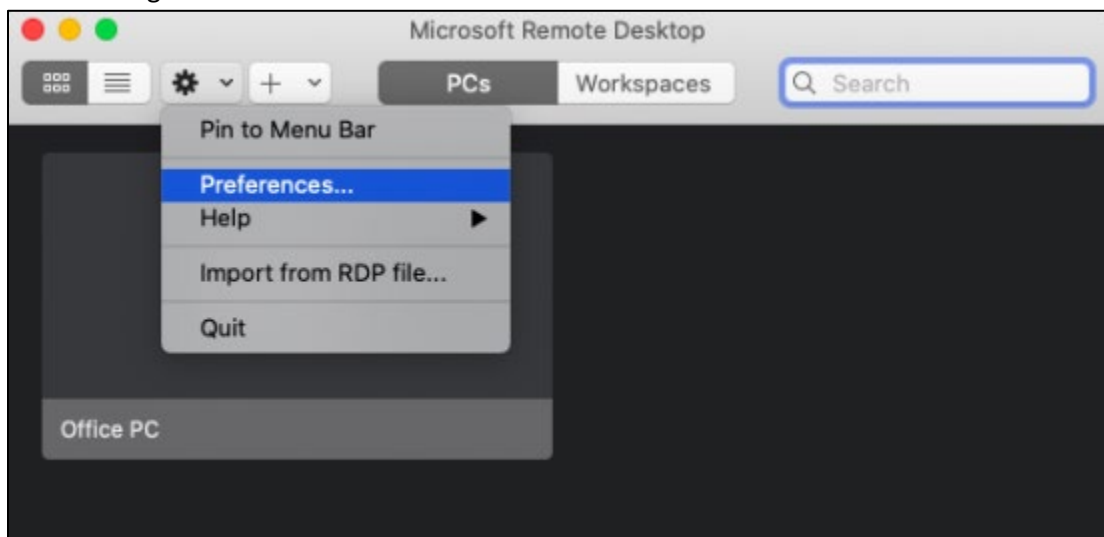 Microsoft Remote Desktop
PCs Workspaces Search
Pin to Menu Bar
Preferences...
Help
Import from RDP file...
Quit
Office PC